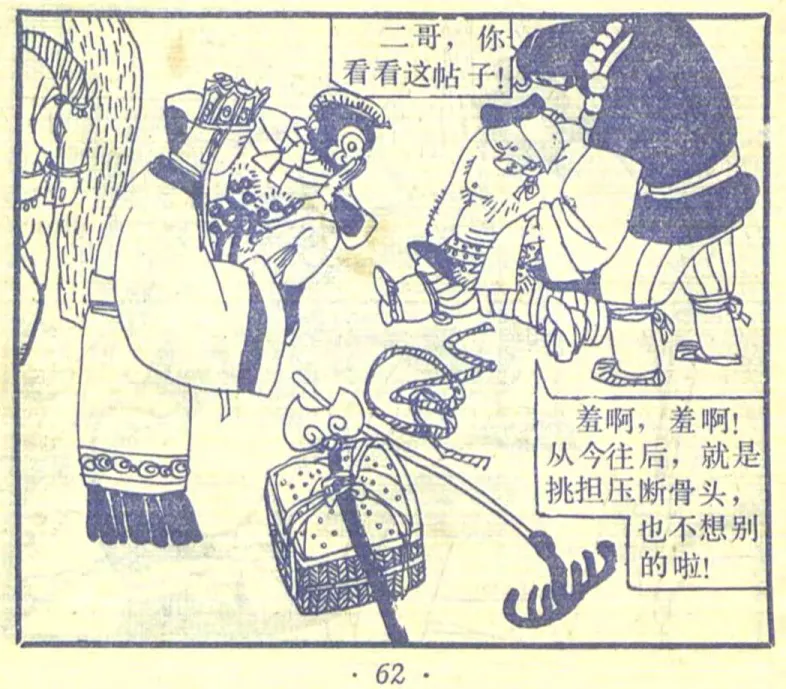 二哥，你
看看这帖子！
羞啊，羞啊！
从今往后，就是
挑担压断骨头，
也不想别
的啦！
· 62 ·